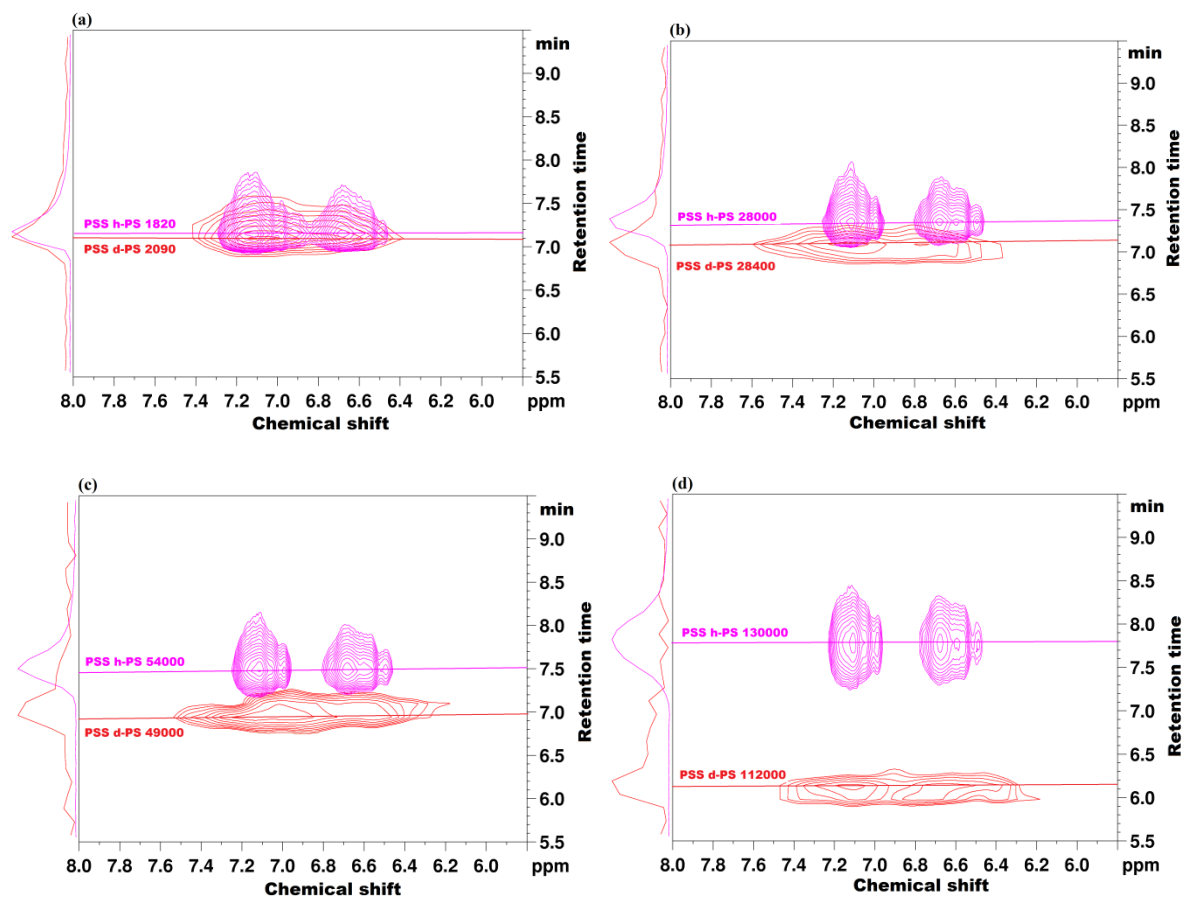 (a)
min
9.0
8.5
8.0
7.5
7.0
6.5
6.0
5.5
Retention time
PSS h-PS 1820
PSS d-PS 2090
8.0 7.8 7.6 7.4 7.2 7.0 6.8 6.6 6.4 6.2 6.0 ppm
Chemical shift
(b)
min
9.0
8.5
8.0
7.5
7.0
6.5
6.0
5.5
Retention time
PSS h-PS 28000
PSS d-PS 28400
8.0 7.8 7.6 7.4 7.2 7.0 6.8 6.6 6.4 6.2 6.0 ppm
Chemical shift
(c)
min
9.0
8.5
8.0
7.5
7.0
6.5
6.0
5.5
Retention time
PSS h-PS 54000
PSS d-PS 49000
8.0 7.8 7.6 7.4 7.2 7.0 6.8 6.6 6.4 6.2 6.0 ppm
Chemical shift
(d)
min
9.0
8.5
8.0
7.5
7.0
6.5
6.0
5.5
Retention time
PSS h-PS 130000
PSS d-PS 112000
8.0 7.8 7.6 7.4 7.2 7.0 6.8 6.6 6.4 6.2 6.0 ppm
Chemical shift